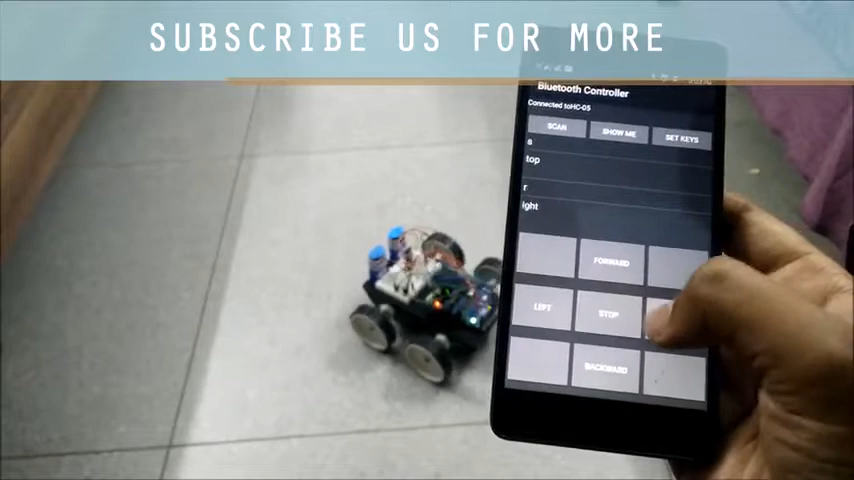 SUBSCRIBE US FOR MORE
Bluetooth Controller
Connected toHC-05
SCAN SHOW ME SET KEYS
s
top
r
ight
FORWARD
LEFT STOP
BACKWARD